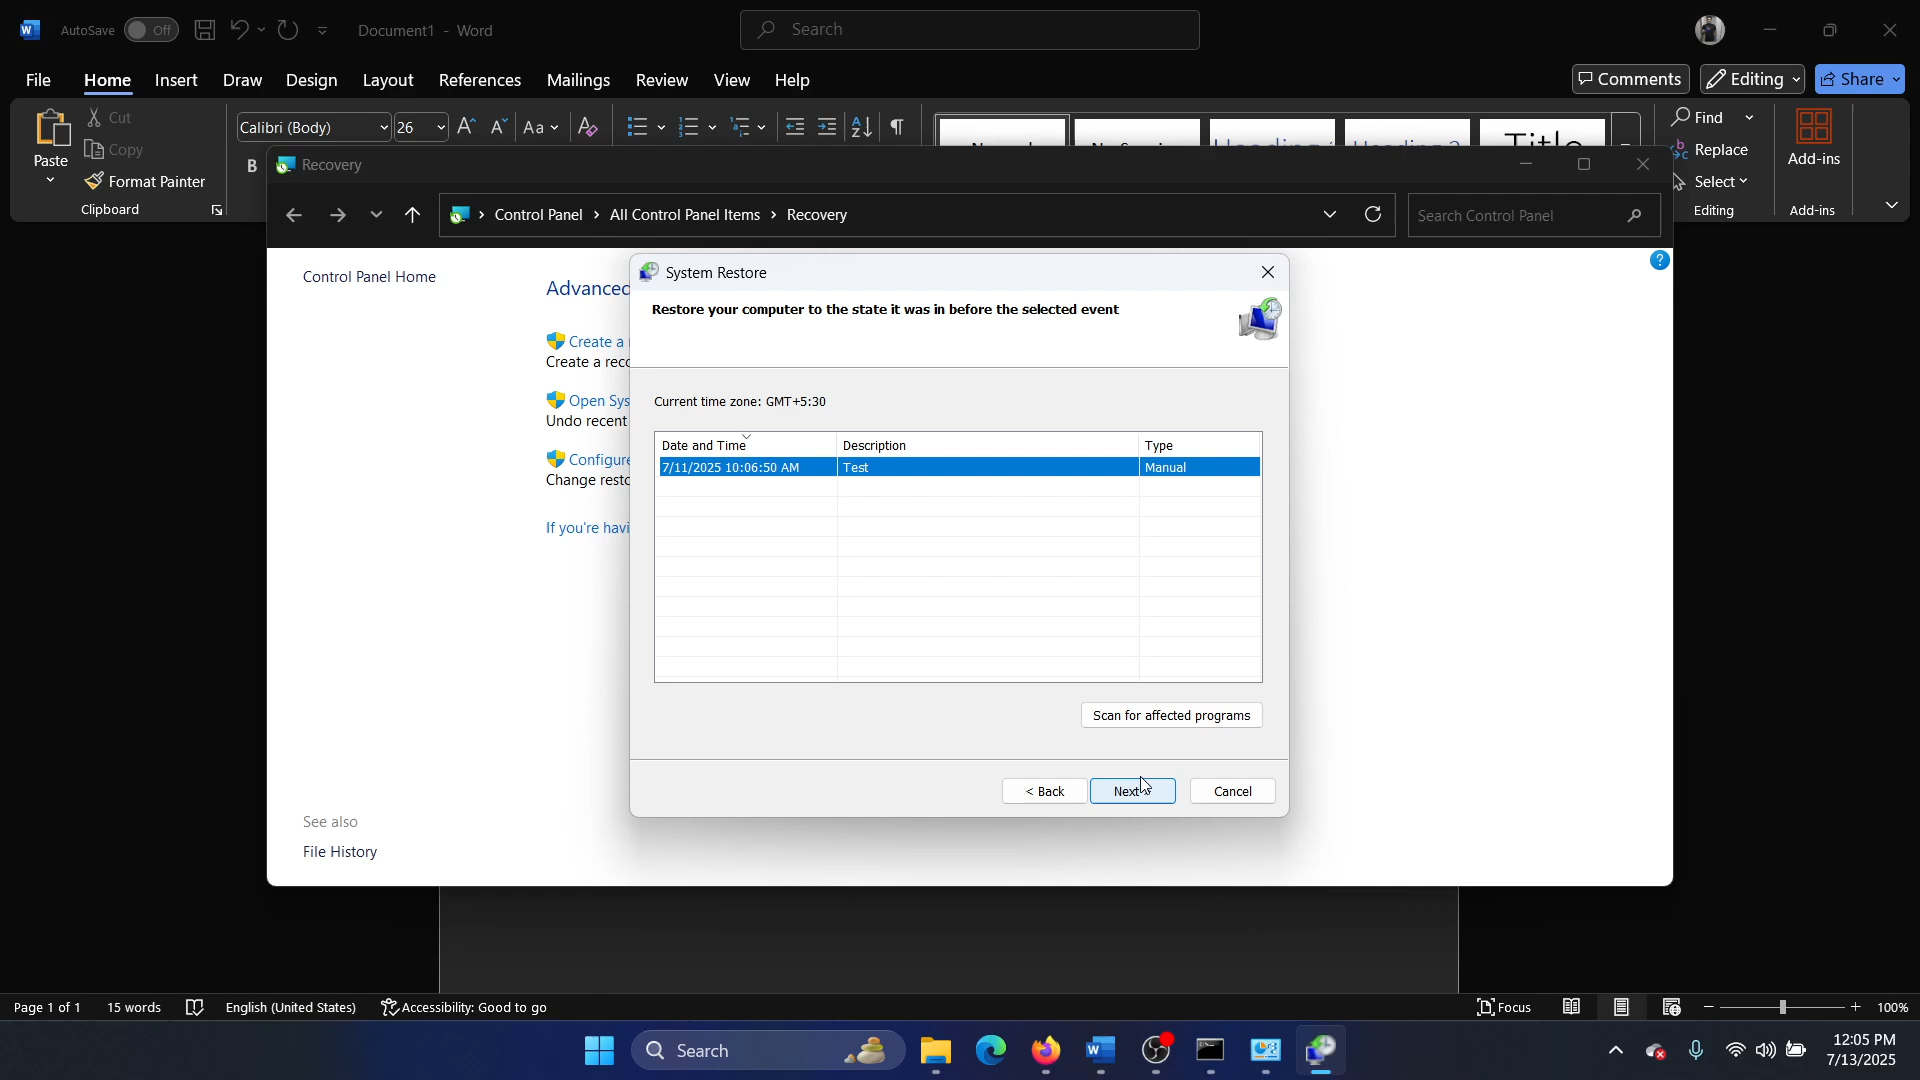 AutoSave Off Document1 - Word Search
File Home Insert Draw Design Layout References Mailings Review View Help Comments Editing Share
Paste Cut Copy Format Painter
Clipboard
Calibri (Body) 26 Aa
B
Title
Find
Replace
Select
Editing
Add-ins
Add-ins
Recovery
Control Panel > All Control Panel Items > Recovery Search Control Panel
Control Panel Home
Advanced
Create a
Create a reco
Open Sys
Undo recent
Configure
Change resto
If you're havi
See also
File History
System Restore
Restore your computer to the state it was in before the selected event
Current time zone: GMT+5:30
Date and Time Description Type
7/11/2025 10:06:50 AM Test Manual
Scan for affected programs
< Back Next Cancel
Page 1 of 1 15 words English (United States) Accessibility: Good to go Focus 100%
Search
12:05 PM
7/13/2025